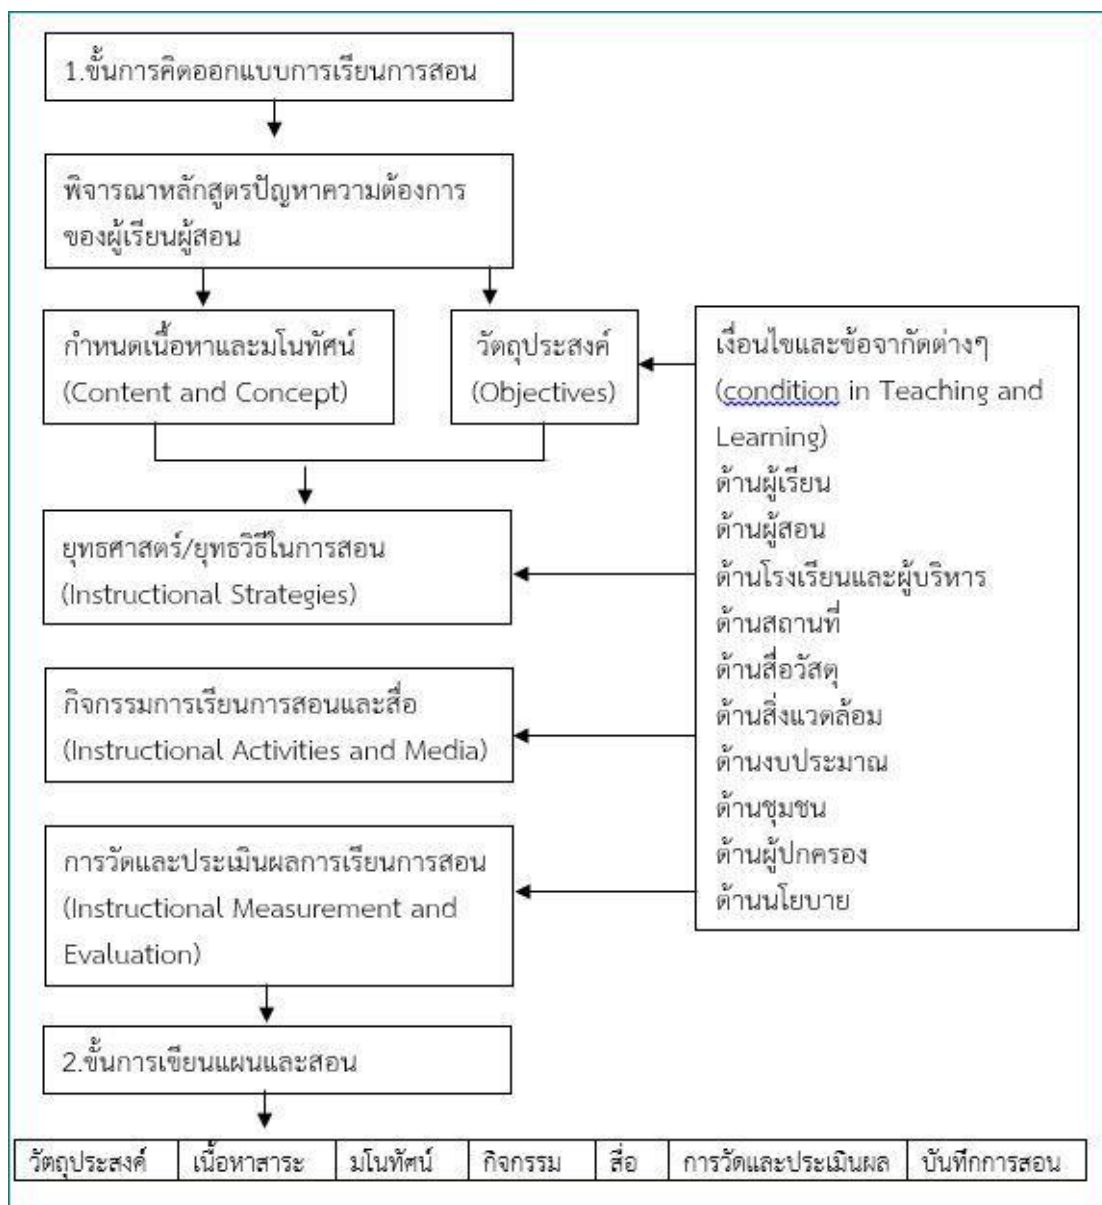 1.ขั้นการคิดออกแบบการเรียนการสอน
พิจารณาหลักสูตรปัญหาความต้องการ
ของผู้เรียนผู้สอน
กำหนดเนื้อหาและมโนทัศน์
(Content and Concept)
วัตถุประสงค์
(Objectives)
เงื่อนไขและข้อจากัดต่างๆ
(condition in Teaching and
Learning)
ด้านผู้เรียน
ด้านผู้สอน
ด้านโรงเรียนและผู้บริหาร
ด้านสถานที่
ด้านสื่อวัสดุ
ด้านสิ่งแวดล้อม
ด้านงบประมาณ
ด้านชุมชน
ด้านผู้ปกครอง
ด้านนโยบาย
ยุทธศาสตร์/ยุทธวิธีในการสอน
(Instructional Strategies)
กิจกรรมการเรียนการสอนและสื่อ
(Instructional Activities and Media)
การวัดและประเมินผลการเรียนการสอน
(Instructional Measurement and
Evaluation)
2.ขั้นการเขียนแผนและสอน
วัตถุประสงค์ เนื้อหาสาระ มโนทัศน์ กิจกรรม สื่อ การวัดและประเมินผล บันทึกการสอน